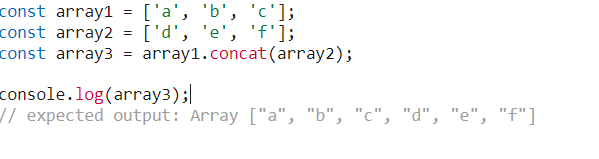 const array1 = ['a', 'b', 'c'];
const array2 = ['d', 'e', 'f'];
const array3 = array1.concat(array2);
console.log(array3);
// expected output: Array ["a", "b", "c", "d", "e", "f"]